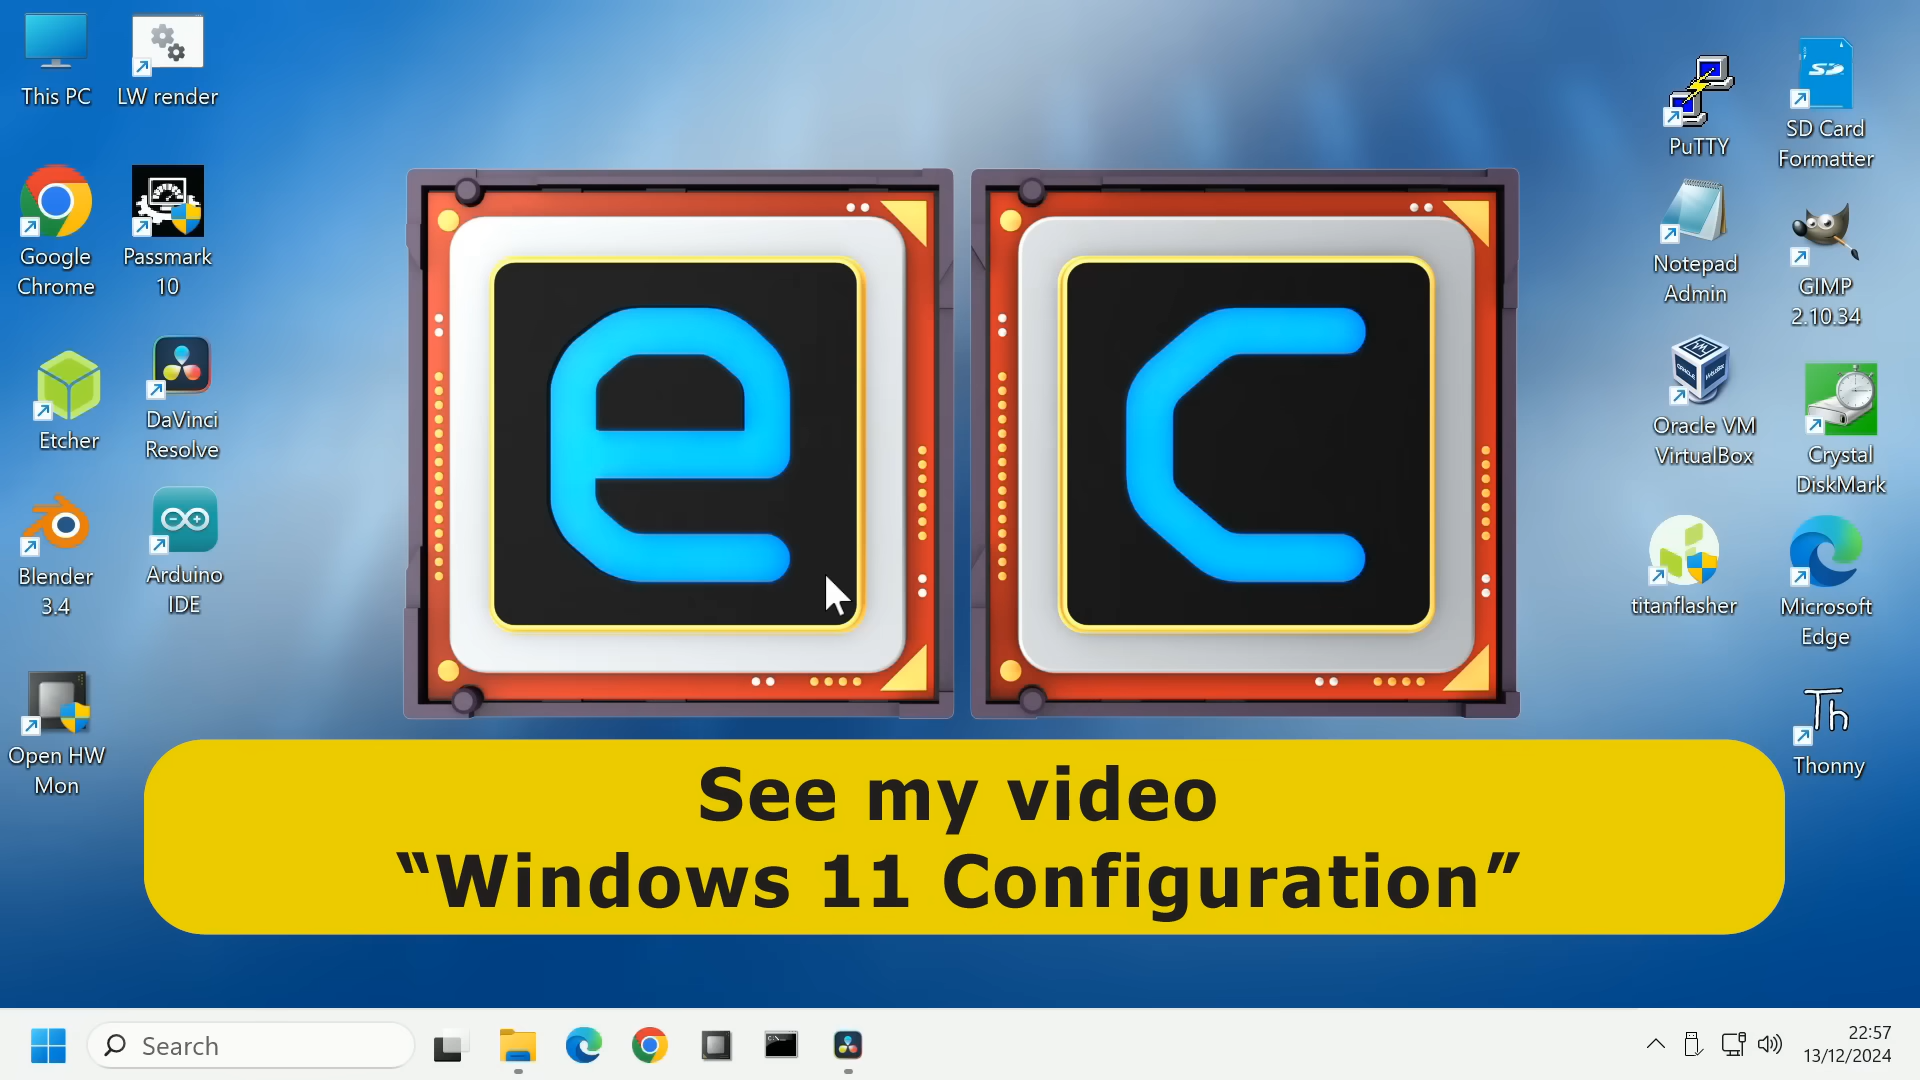 This PC
LW render
Google
Chrome
Passmark
10
Etcher
DaVinci
Resolve
Blender
3.4
Arduino
IDE
Open HW
Mon
PuTTY
SD
SD Card
Formatter
Notepad
Admin
GIMP
2.10.34
Oracle VM
VirtualBox
Crystal
DiskMark
titanflasher
Microsoft
Edge
Th
Thonny
e c
See my video
“Windows 11 Configuration”
Search
22:57
13/12/2024